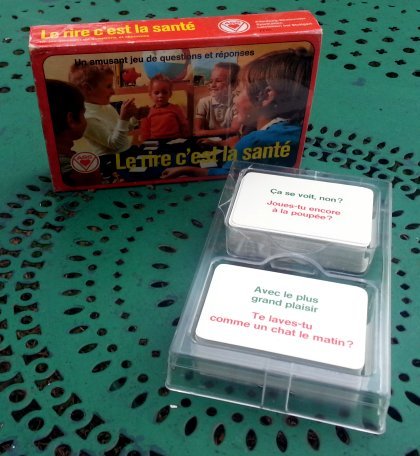 Le rire c'est la santé
Un amusant jeu de questions et réponses
Le rire c'est la santé
Ça se voit, non ?
Joues-tu encore
à la poupée ?
Avec le plus
grand plaisir
Te laves-tu
comme un chat le matin ?